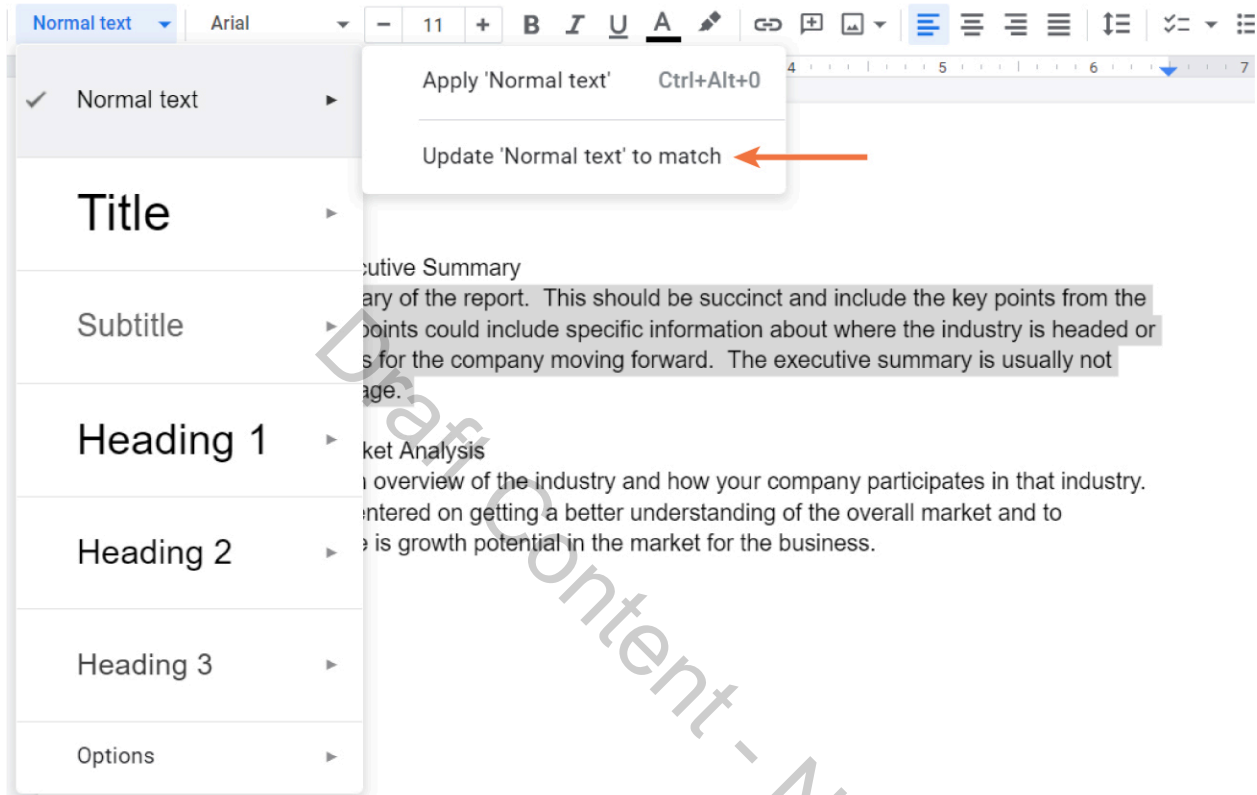 Normal text Arial 11 B I U A
4 5 6 7
Normal text
Apply 'Normal text' Ctrl+Alt+0
Update 'Normal text' to match
Title
Subtitle
Heading 1
Heading 2
Heading 3
Options
cutive Summary
ary of the report. This should be succinct and include the key points from the
points could include specific information about where the industry is headed or
s for the company moving forward. The executive summary is usually not
age.
ket Analysis
overview of the industry and how your company participates in that industry.
entered on getting a better understanding of the overall market and to
e is growth potential in the market for the business.
Draft Content -